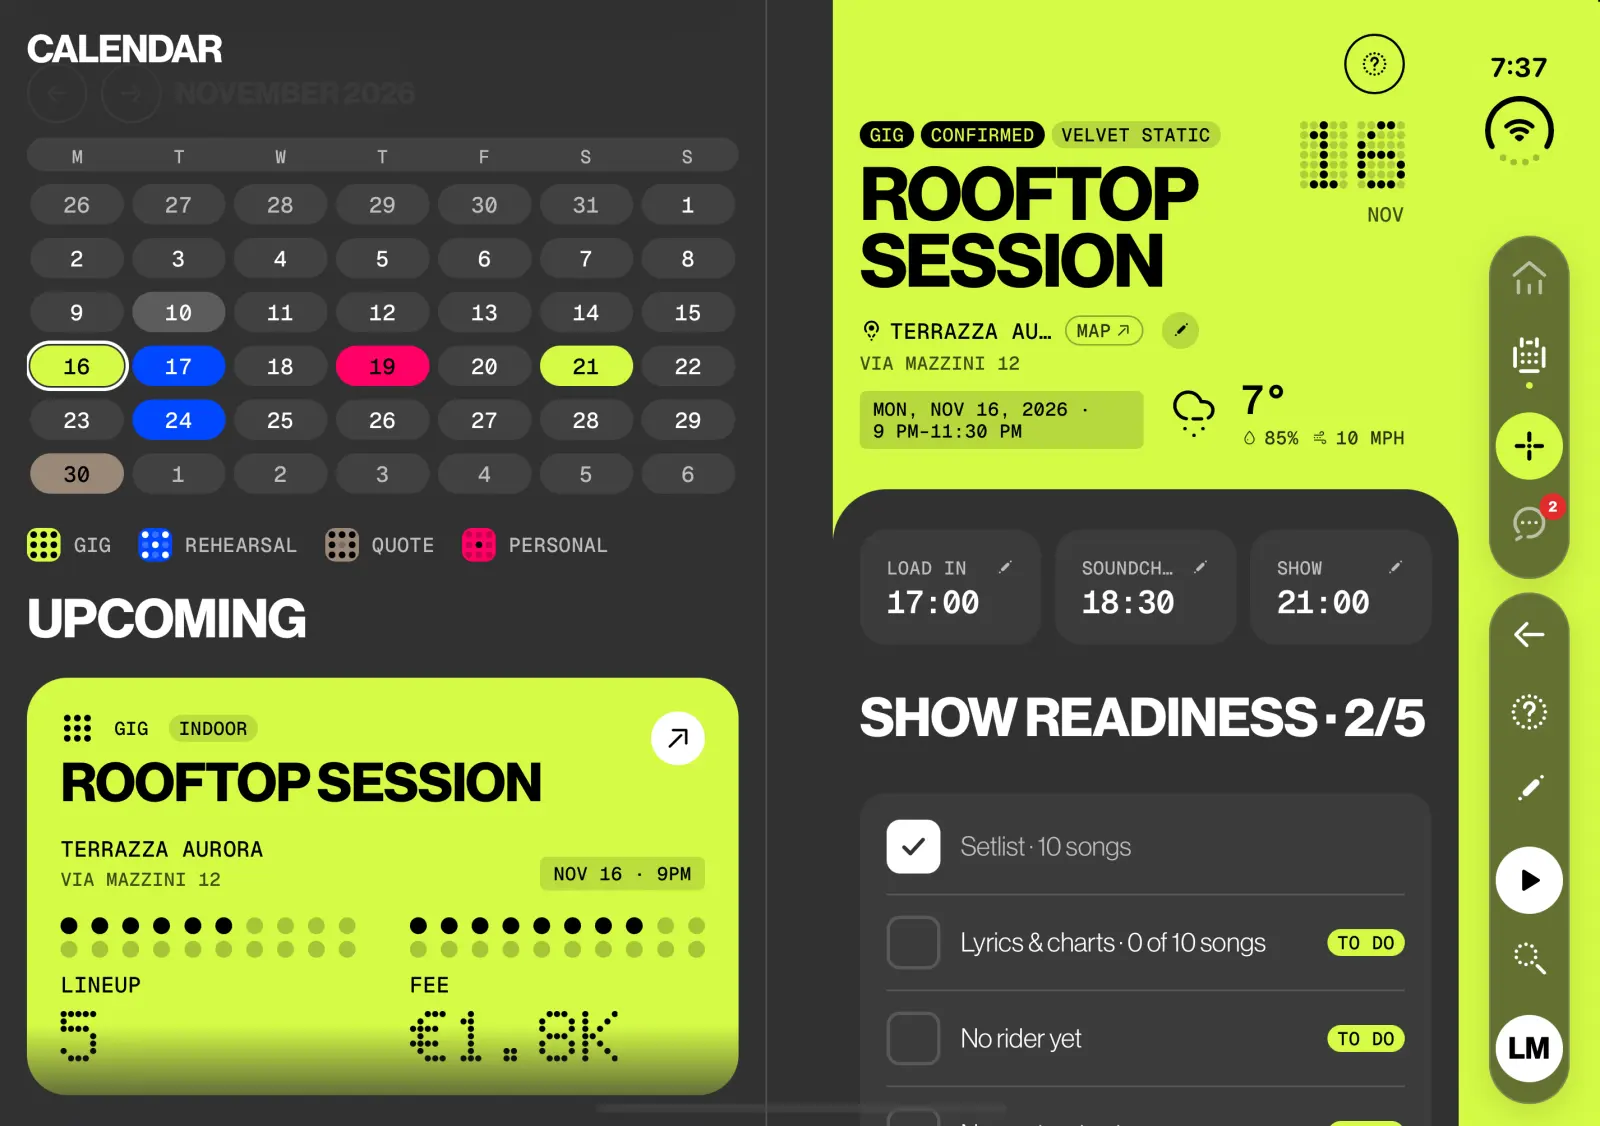 CALENDAR
NOVEMBER 2026
M T W T F S S
26 27 28 29 30 31 1
2 3 4 5 6 7 8
9 10 11 12 13 14 15
16 17 18 19 20 21 22
23 24 25 26 27 28 29
30 1 2 3 4 5 6
GIG REHEARSAL QUOTE PERSONAL
UPCOMING
GIG INDOOR
ROOFTOP SESSION
TERRAZZA AURORA
VIA MAZZINI 12
NOV 16 · 9PM
LINEUP
5
FEE
€1.8K
?
GIG CONFIRMED VELVET STATIC
ROOFTOP
SESSION
16
NOV
TERRAZZA AU… MAP
VIA MAZZINI 12
MON, NOV 16, 2026 ·
9 PM–11:30 PM
7°
85% 10 MPH
LOAD IN
17:00
SOUNDCH…
18:30
SHOW
21:00
SHOW READINESS · 2/5
Setlist · 10 songs
Lyrics & charts · 0 of 10 songs TO DO
No rider yet TO DO
7:37
2
?
LM